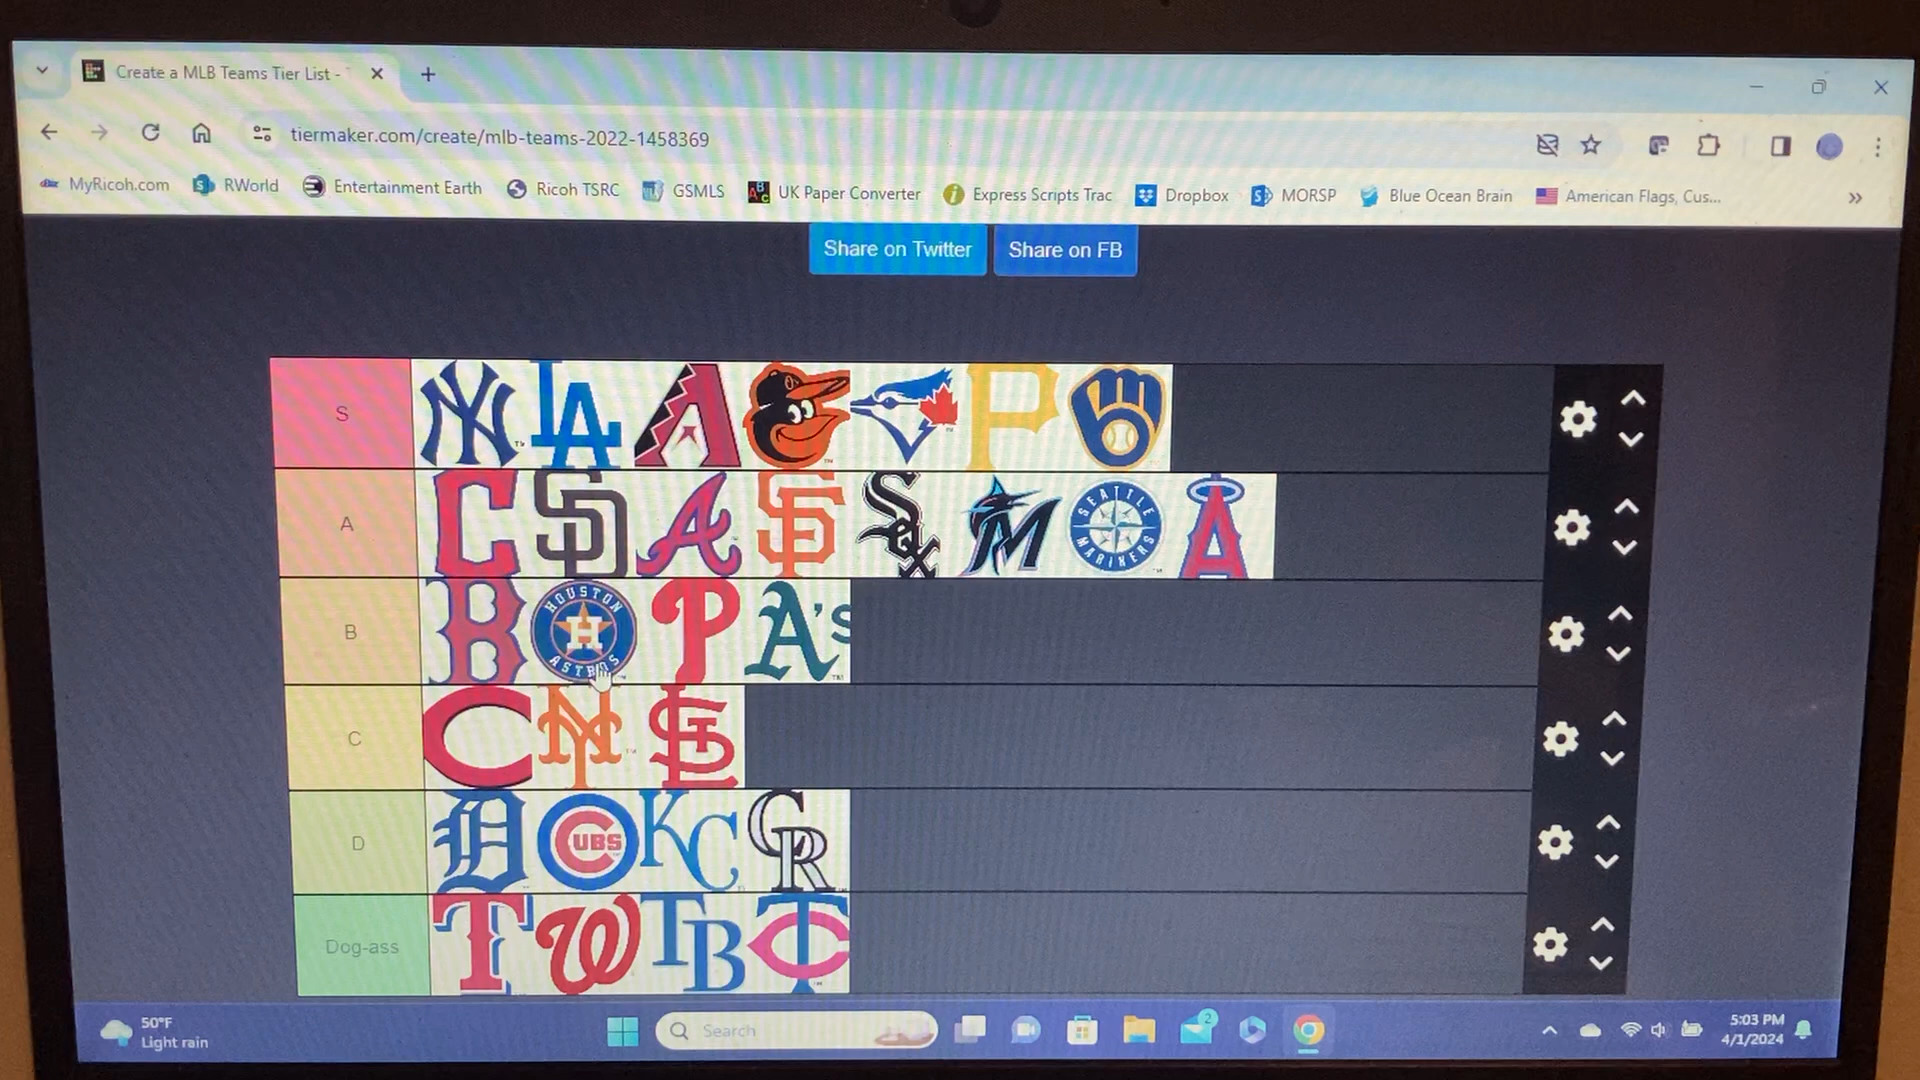 Create a MLB Teams Tier List -
tiermaker.com/create/mlb-teams-2022-1458369
MyRicoh.com RWorld Entertainment Earth Ricoh TSRC GSMLS UK Paper Converter Express Scripts Trac Dropbox MORSP Blue Ocean Brain American Flags, Cus...
Share on Twitter Share on FB
S NY LA A P
A C SD A SF Sox M SEATTLE MARINERS A
B B HOUSTON H ASTROS P A's
C C NY STL
D D CUBS KC CR
Dog-ass T W TB TC
50°F
Light rain
Search
2
5:03 PM
4/1/2024